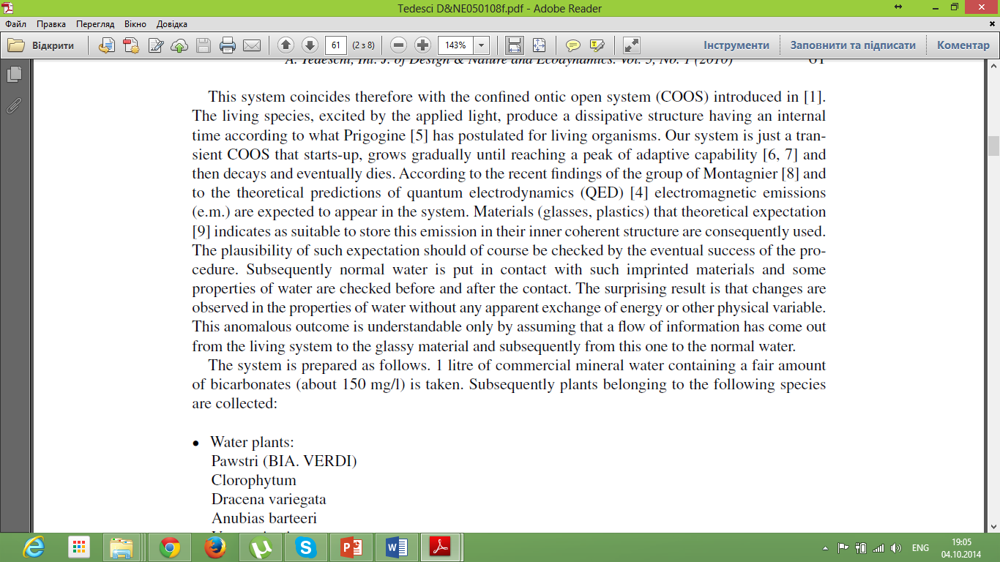 Tedesci D&NE050108f.pdf - Adobe Reader
Файл Правка Перегляд Вікно Довідка
Відкрити 61 (2 з 8) 143% Інструменти Заповнити та підписати Коментар
A. Tedeschi, Int. J. of Design & Nature and Ecodynamics. Vol. 5, No. 1 (2010) 61
This system coincides therefore with the confined ontic open system (COOS) introduced in [1].
The living species, excited by the applied light, produce a dissipative structure having an internal
time according to what Prigogine [5] has postulated for living organisms. Our system is just a tran-
sient COOS that starts-up, grows gradually until reaching a peak of adaptive capability [6, 7] and
then decays and eventually dies. According to the recent findings of the group of Montagnier [8] and
to the theoretical predictions of quantum electrodynamics (QED) [4] electromagnetic emissions
(e.m.) are expected to appear in the system. Materials (glasses, plastics) that theoretical expectation
[9] indicates as suitable to store this emission in their inner coherent structure are consequently used.
The plausibility of such expectation should of course be checked by the eventual success of the pro-
cedure. Subsequently normal water is put in contact with such imprinted materials and some
properties of water are checked before and after the contact. The surprising result is that changes are
observed in the properties of water without any apparent exchange of energy or other physical variable.
This anomalous outcome is understandable only by assuming that a flow of information has come out
from the living system to the glassy material and subsequently from this one to the normal water.
The system is prepared as follows. 1 litre of commercial mineral water containing a fair amount
of bicarbonates (about 150 mg/l) is taken. Subsequently plants belonging to the following species
are collected:
• Water plants:
Pawstri (BIA. VERDI)
Clorophytum
Dracena variegata
Anubias barteeri
ENG 19:05
04.10.2014